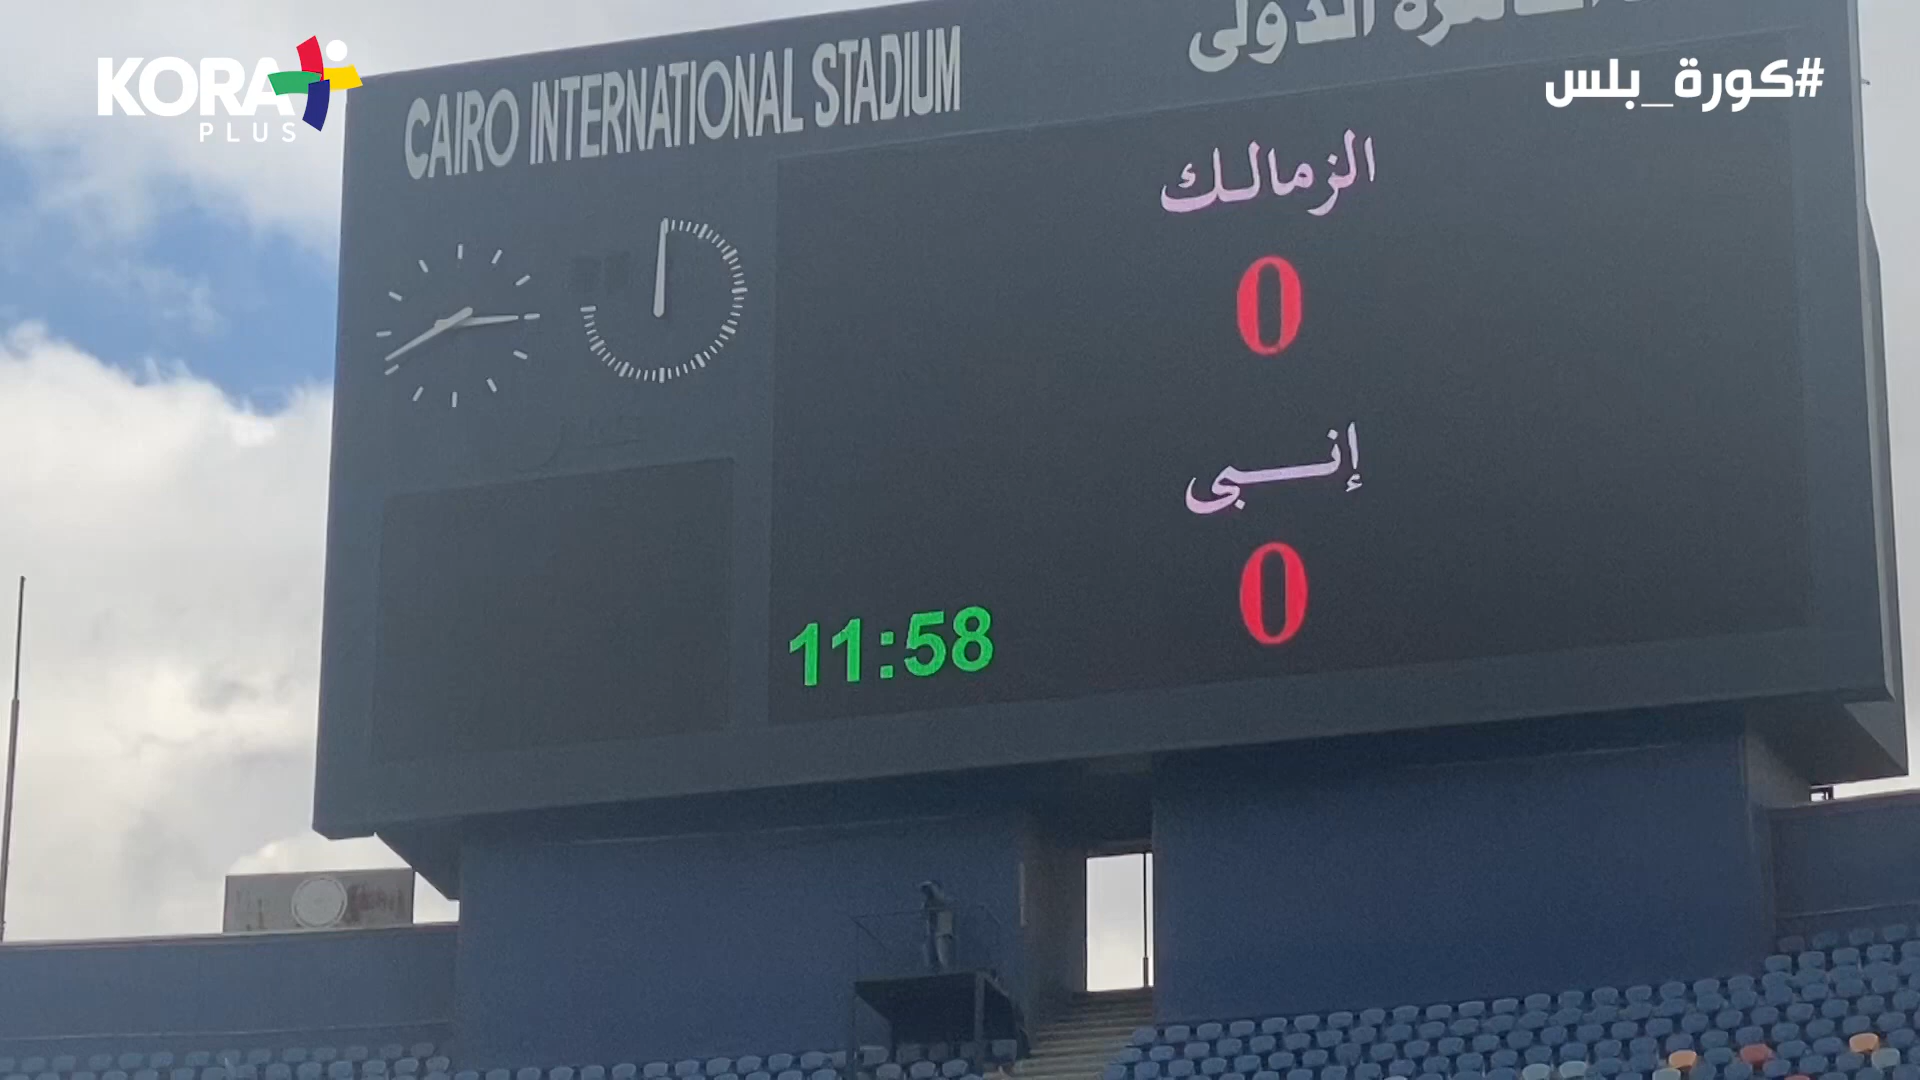 KORA
PLUS
#كورة_بلس
CAIRO INTERNATIONAL STADIUM
الدولى
الزمالك
0
إنبى
0
11:58